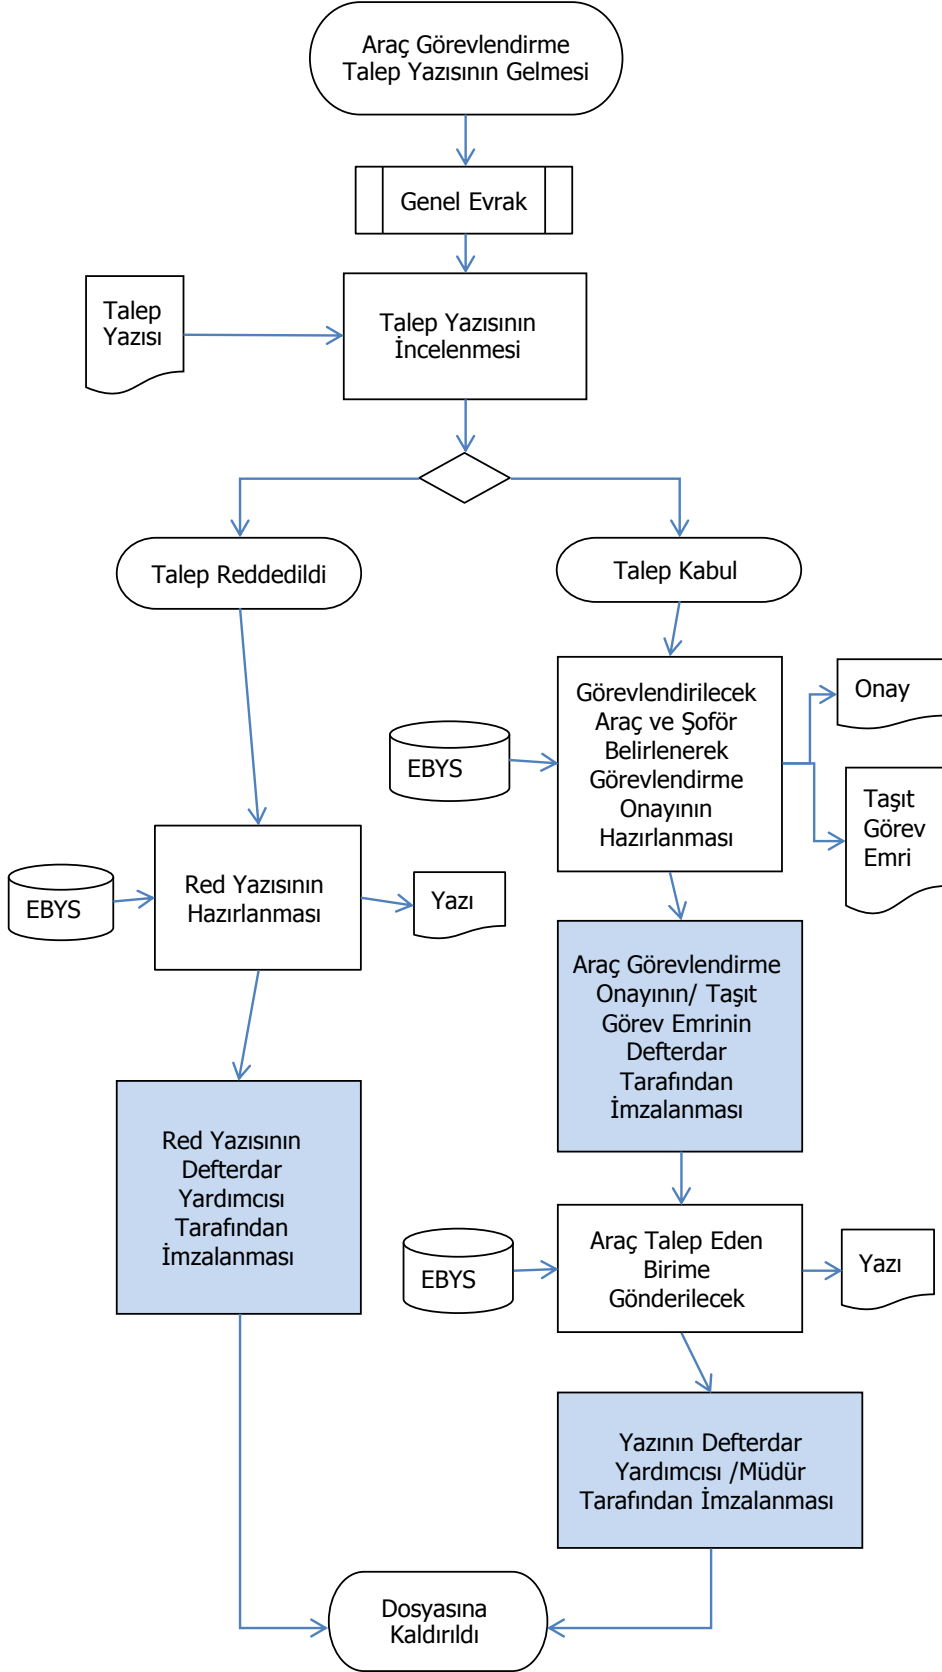 Araç Görevlendirme
Talep Yazısının Gelmesi
Genel Evrak
Talep
Yazısı
Talep Yazısının
İncelenmesi
Talep Reddedildi
Talep Kabul
Görevlendirilecek
Araç ve Şoför
Belirlenerek
Görevlendirme
Onayının
Hazırlanması
EBYS
Onay
Taşıt
Görev
Emri
EBYS
Red Yazısının
Hazırlanması
Yazı
Araç Görevlendirme
Onayının/ Taşıt
Görev Emrinin
Defterdar
Tarafından
İmzalanması
Red Yazısının
Defterdar
Yardımcısı
Tarafından
İmzalanması
EBYS
Araç Talep Eden
Birime
Gönderilecek
Yazı
Yazının Defterdar
Yardımcısı /Müdür
Tarafından İmzalanması
Dosyasına
Kaldırıldı